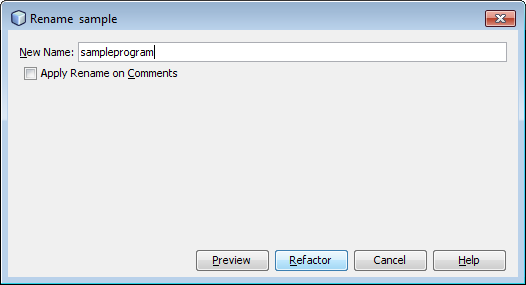 Rename sample
New Name: sampleprogram
Apply Rename on Comments
Preview Refactor Cancel Help